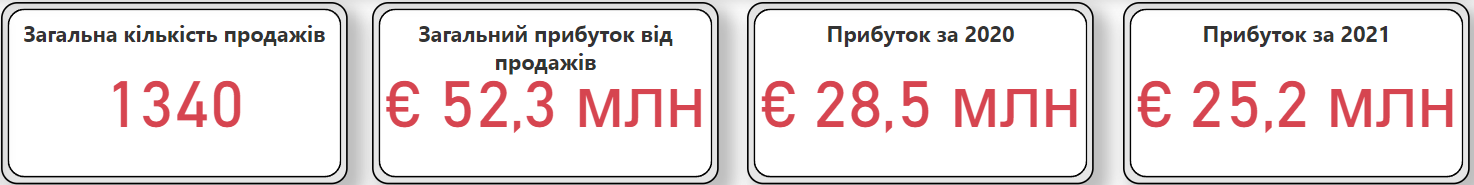 Загальна кількість продажів
1340
Загальний прибуток від
продажів
€ 52,3 млн
Прибуток за 2020
€ 28,5 млн
Прибуток за 2021
€ 25,2 млн